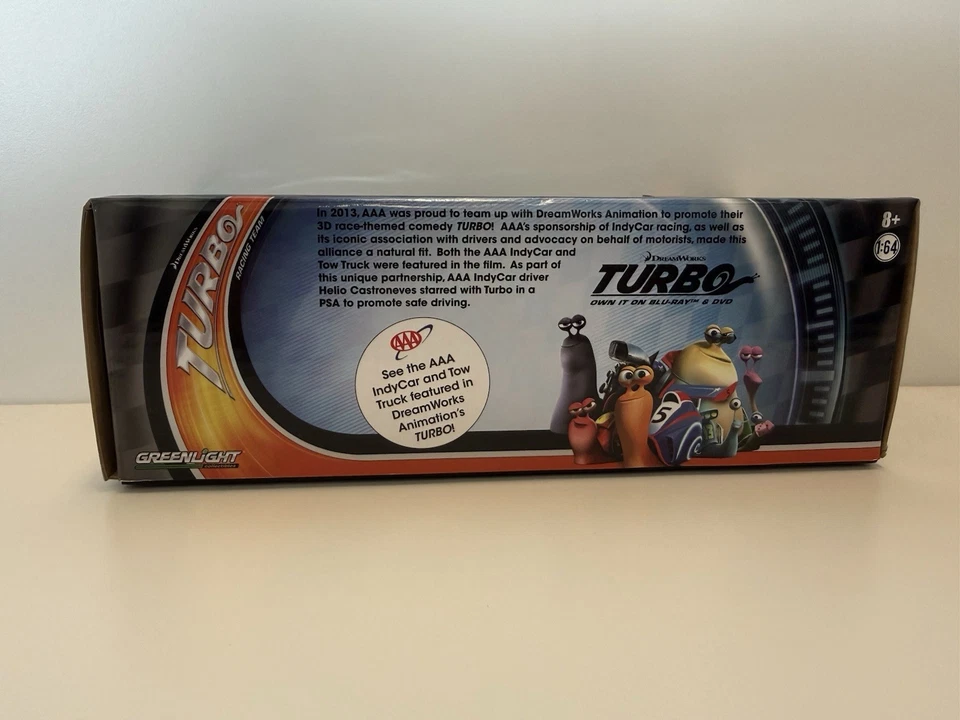 DREAMWORKS
TURBO
RACING TEAM
In 2013, AAA was proud to team up with DreamWorks Animation to promote their
3D race-themed comedy TURBO! AAA's sponsorship of IndyCar racing, as well as
its iconic association with drivers and advocacy on behalf of motorists, made this
alliance a natural fit. Both the AAA IndyCar and
Tow Truck were featured in the film. As part of
this unique partnership, AAA IndyCar driver
Helio Castroneves starred with Turbo in a
PSA to promote safe driving.
8+
1:64
DREAMWORKS
TURBO
OWN IT ON BLU-RAY™ & DVD
AAA
See the AAA
IndyCar and Tow
Truck featured in
DreamWorks
Animation's
TURBO!
5
GREENLIGHT
collectibles